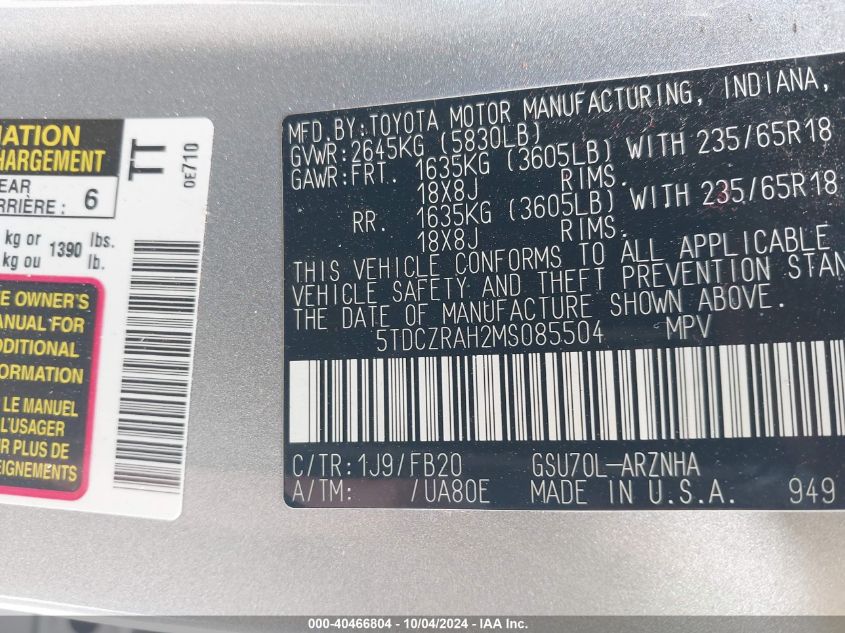 NATION
CHARGEMENT
EAR
RRIÈRE : 6
kg or 1390 lbs.
kg ou lb.
E OWNER'S
ANUAL FOR
DDITIONAL
FORMATION
LE MANUEL
L'USAGER
UR PLUS DE
EIGNEMENTS
TT
0E710
MFD.BY:TOYOTA MOTOR MANUFACTURING, INDIANA,
GVWR:2645KG (5830LB)
GAWR:FRT. 1635KG (3605LB) WITH 235/65R18
18X8J RIMS.
RR. 1635KG (3605LB) WITH 235/65R18
18X8J RIMS.
THIS VEHICLE CONFORMS TO ALL APPLICABLE
VEHICLE SAFETY AND THEFT PREVENTION STAN
THE DATE OF MANUFACTURE SHOWN ABOVE.
5TDCZRAH2MS085504 MPV
C/TR:1J9/FB20 GSU70L-ARZNHA
A/TM: /UA80E MADE IN U.S.A. 949
000-40466804 - 10/04/2024 - IAA Inc.